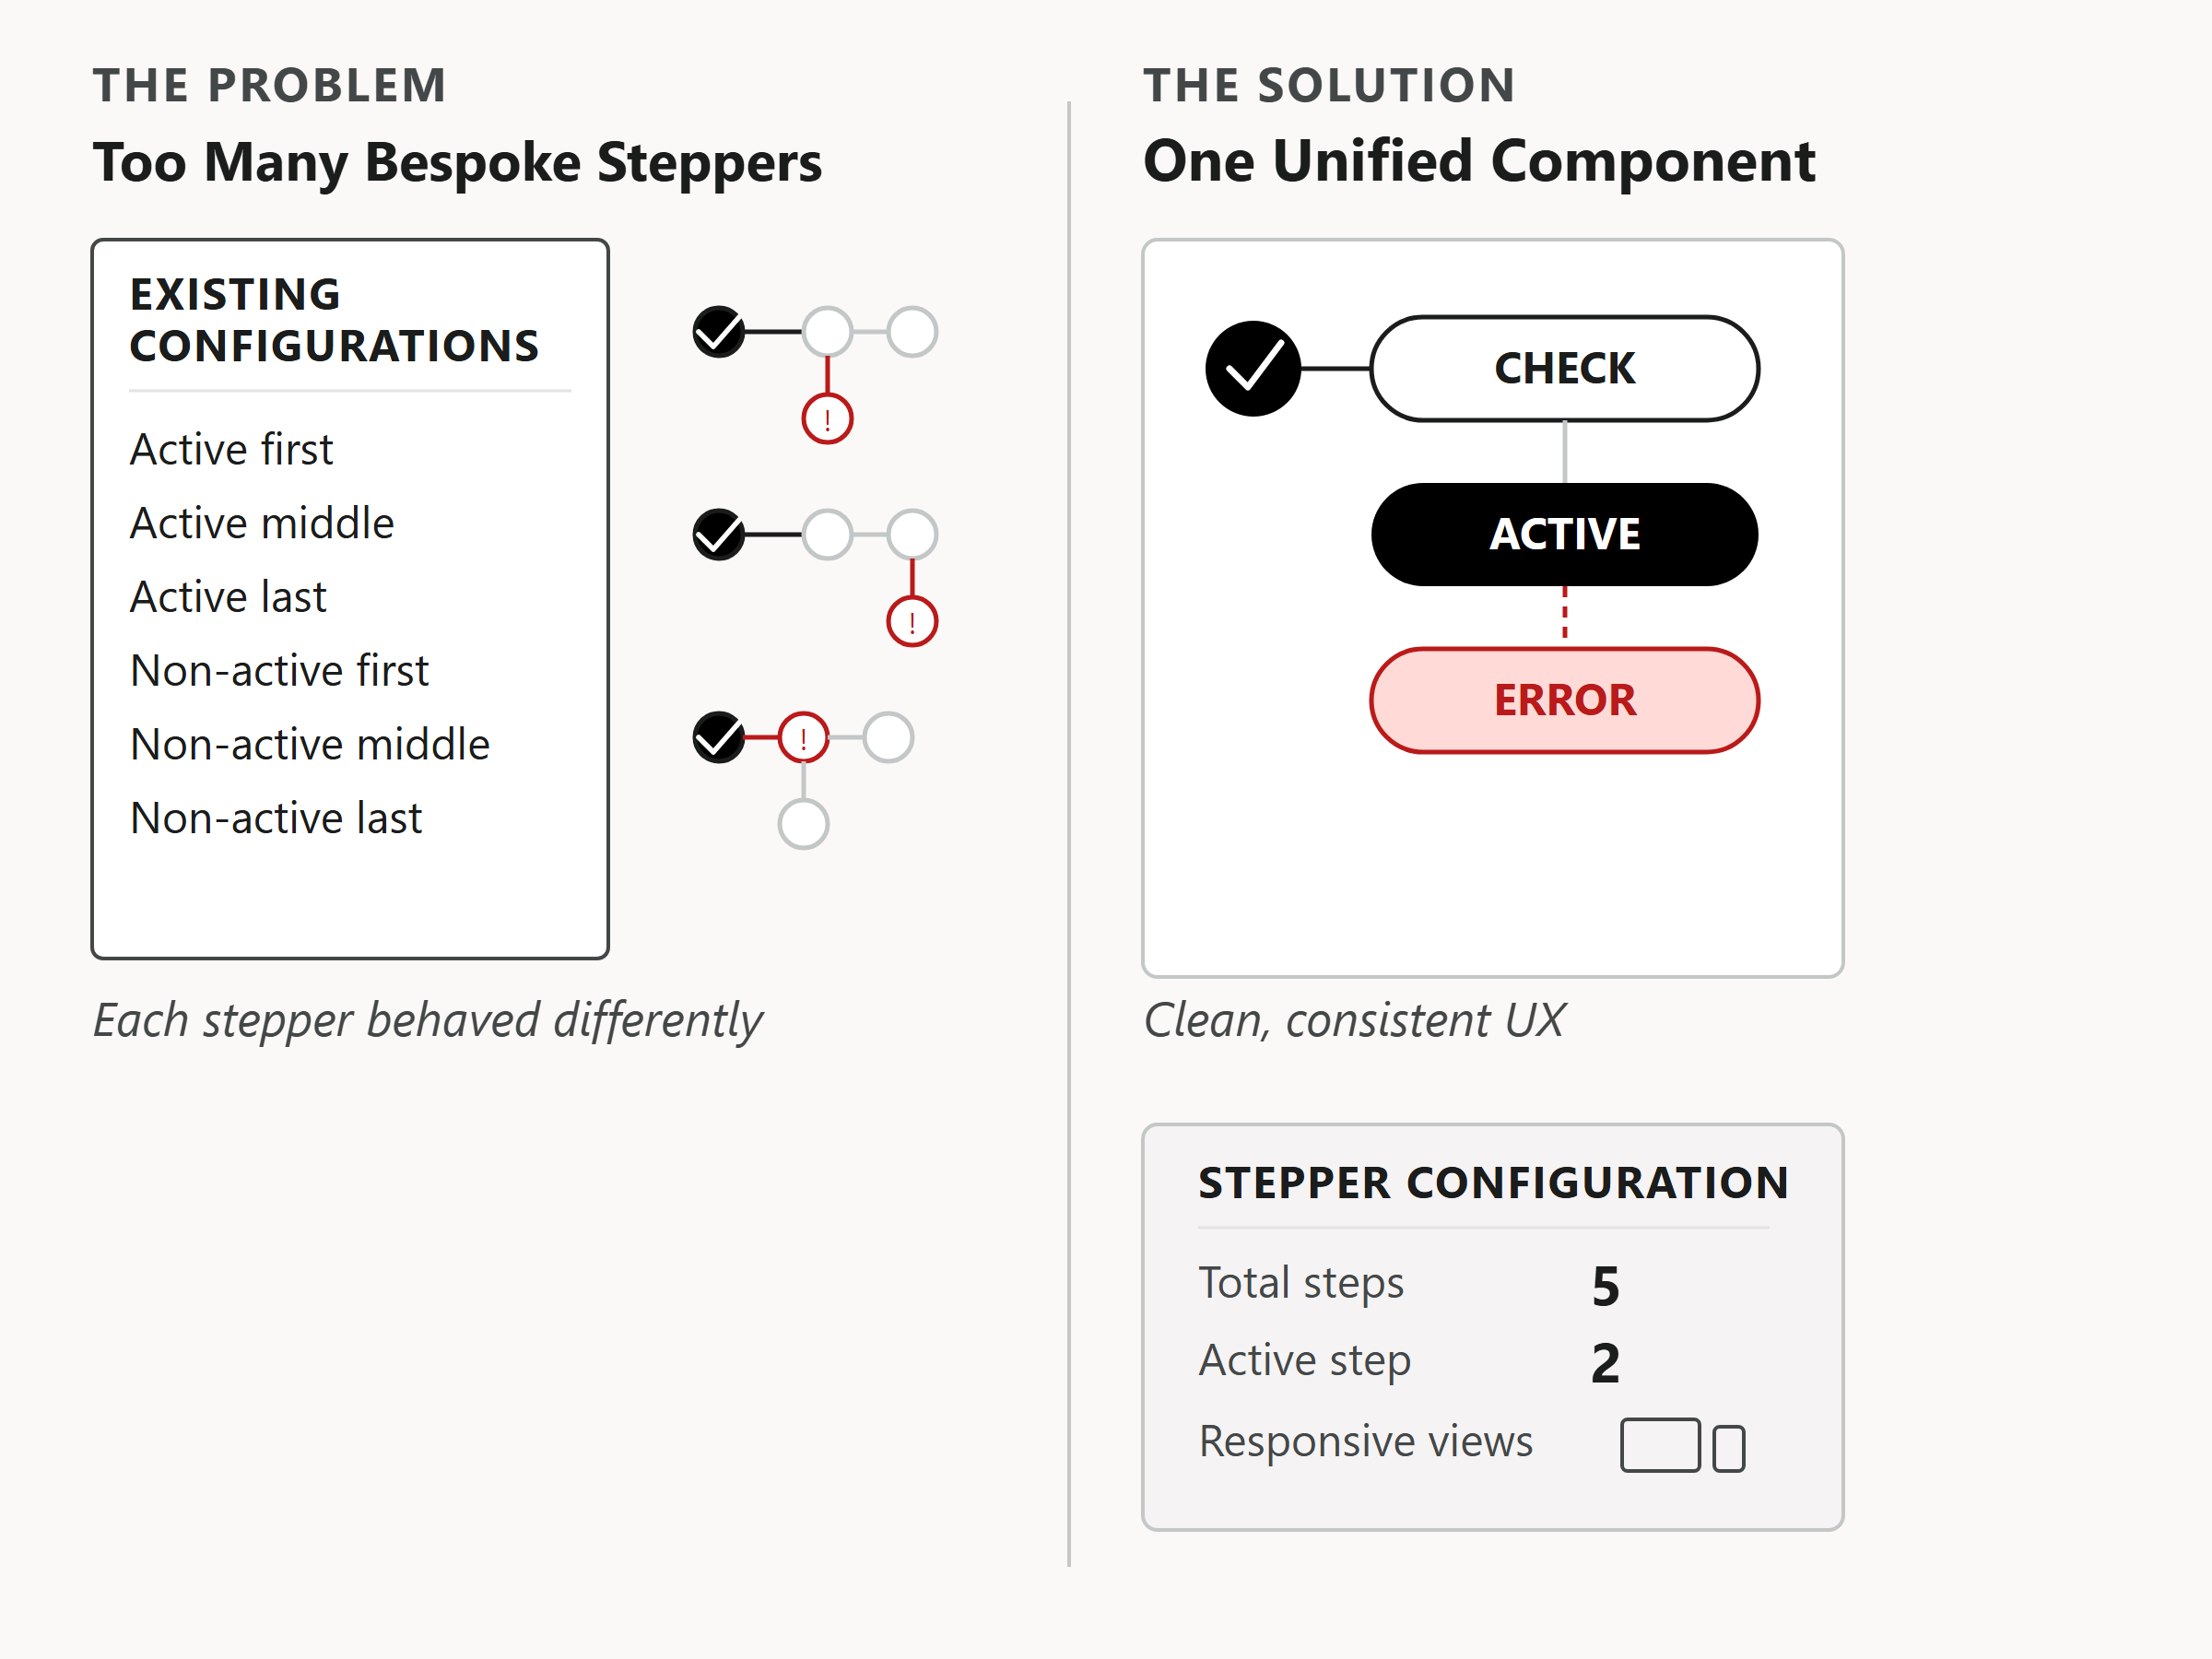 THE PROBLEM
Too Many Bespoke Steppers
EXISTING
CONFIGURATIONS
Active first
Active middle
Active last
Non-active first
Non-active middle
Non-active last
!
!
!
Each stepper behaved differently
THE SOLUTION
One Unified Component
CHECK
ACTIVE
ERROR
Clean, consistent UX
STEPPER CONFIGURATION
Total steps 5
Active step 2
Responsive views